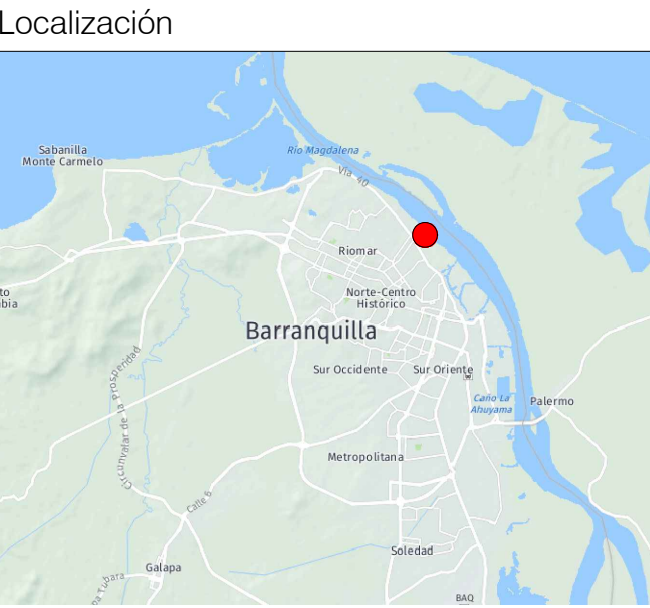 Localización
Río Magdalena
Sabanilla
Monte Carmelo
Vía 40
Riomar
Norte-Centro
Histórico
Barranquilla
Sur Occidente
Sur Oriente
Caño La
Ahuyama
Palermo
Circunvalar de la Prosperidad
Metropolitana
Calle 6
Soledad
Galapa
BAQ